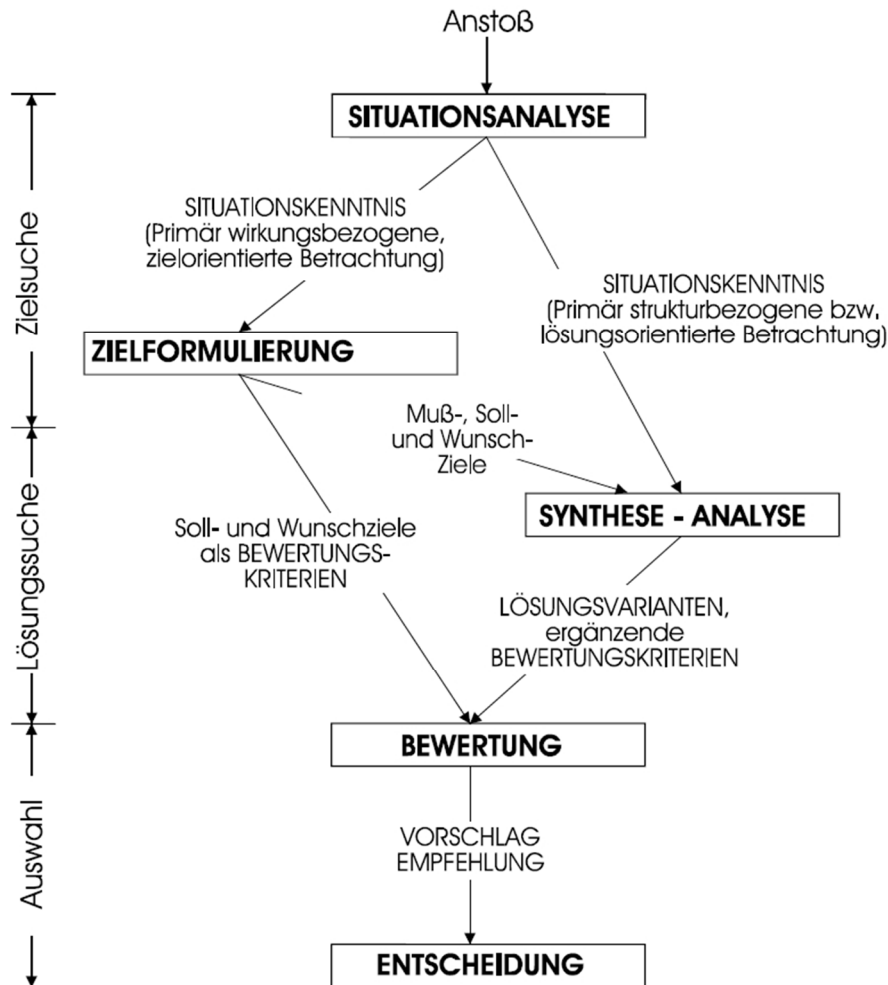 Anstoß
SITUATIONSANALYSE
SITUATIONSKENNTNIS
(Primär wirkungsbezogene,
zielorientierte Betrachtung)
SITUATIONSKENNTNIS
(Primär strukturbezogene bzw.
lösungsorientierte Betrachtung)
Zielsuche
ZIELFORMULIERUNG
Muß-, Soll-
und Wunsch-
Ziele
SYNTHESE - ANALYSE
Soll- und Wunschziele
als BEWERTUNGS-
KRITERIEN
LÖSUNGSVARIANTEN,
ergänzende
BEWERTUNGSKRITERIEN
Lösungssuche
BEWERTUNG
VORSCHLAG
EMPFEHLUNG
Auswahl
ENTSCHEIDUNG